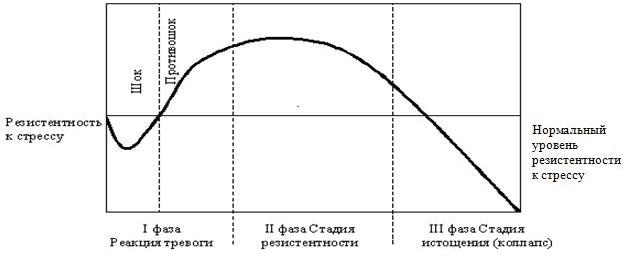 Шок
Противошок
Резистентность
к стрессу
Нормальный
уровень
резистентности
к стрессу
I фаза
Реакция тревоги
II фаза Стадия
резистентности
III фаза Стадия
истощения (коллапс)